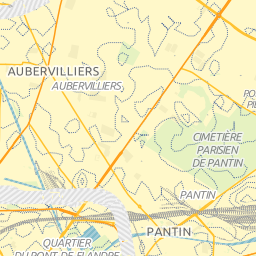 AUBERVILLIERS
AUBERVILLIERS
CIMETIÈRE
PARISIEN
DE PANTIN
PANTIN
PANTIN
QUARTIER
DU PONT DE FLANDRE